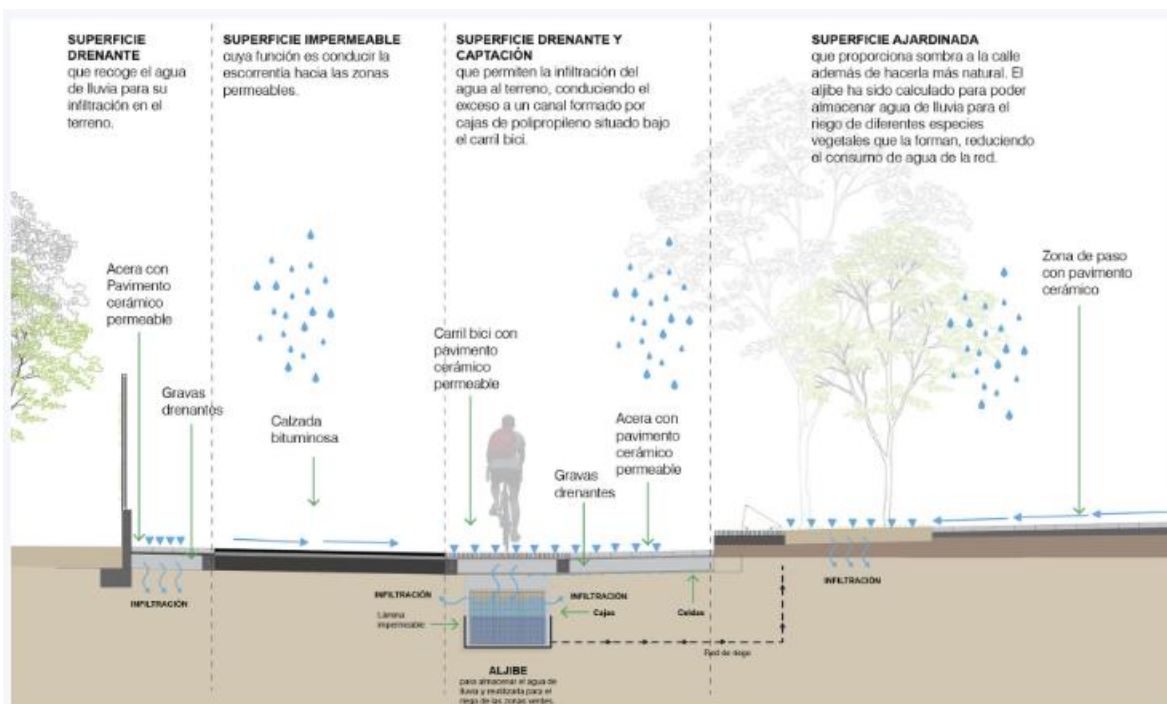 SUPERFICIE
DRENANTE
que recoge el agua
de lluvia para su
infiltración en el
terreno.
SUPERFICIE IMPERMEABLE
cuya función es conducir la
escorrentía hacia las zonas
permeables.
SUPERFICIE DRENANTE Y
CAPTACIÓN
que permiten la infiltración del
agua al terreno, conduciendo el
exceso a un canal formado por
cajas de polipropileno situado bajo
el carril bici.
SUPERFICIE AJARDINADA
que proporciona sombra a la calle
además de hacerla más natural. El
aljibe ha sido calculado para poder
almacenar agua de lluvia para el
riego de diferentes especies
vegetales que la forman, reduciendo
el consumo de agua de la red.
Acera con
Pavimento
cerámico
permeable
Gravas
drenantes
Calzada
bituminosa
Carril bici con
pavimento
cerámico
permeable
Gravas
drenantes
Acera con
pavimento
cerámico
permeable
Zona de paso
con pavimento
cerámico
INFILTRACIÓN
INFILTRACIÓN
Lámina
impermeable
INFILTRACIÓN
Cajas
Celdas
INFILTRACIÓN
Red de riego
ALJIBE
para almacenar el agua de
lluvia y reutilizarla para el
riego de las zonas verdes.